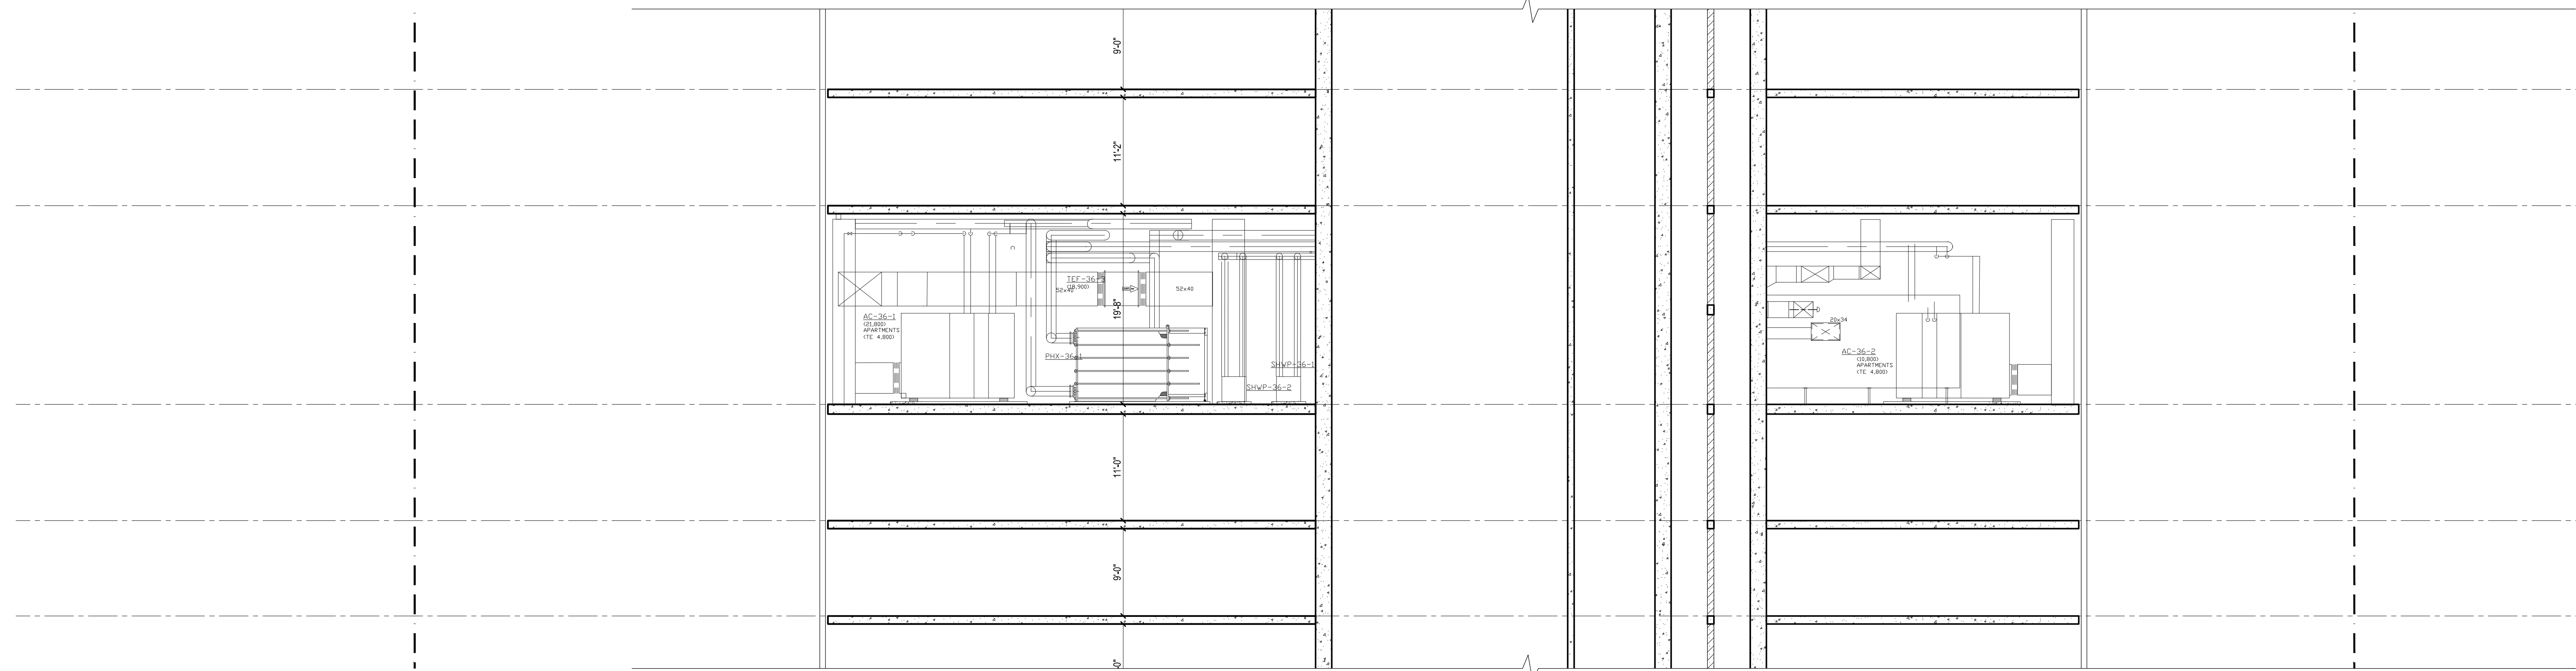 9'-0"
11'-2"
TEF-36-3
(18,900)
52x40
52x40
19'-8"
AC-36-1
(21,800)
APARTMENTS
(TE 4,800)
PHX-36-1
SHWP-36-1
SHWP-36-2
20x34
AC-36-2
(10,800)
APARTMENTS
(TE 4,800)
11'-0"
9'-0"
-0"